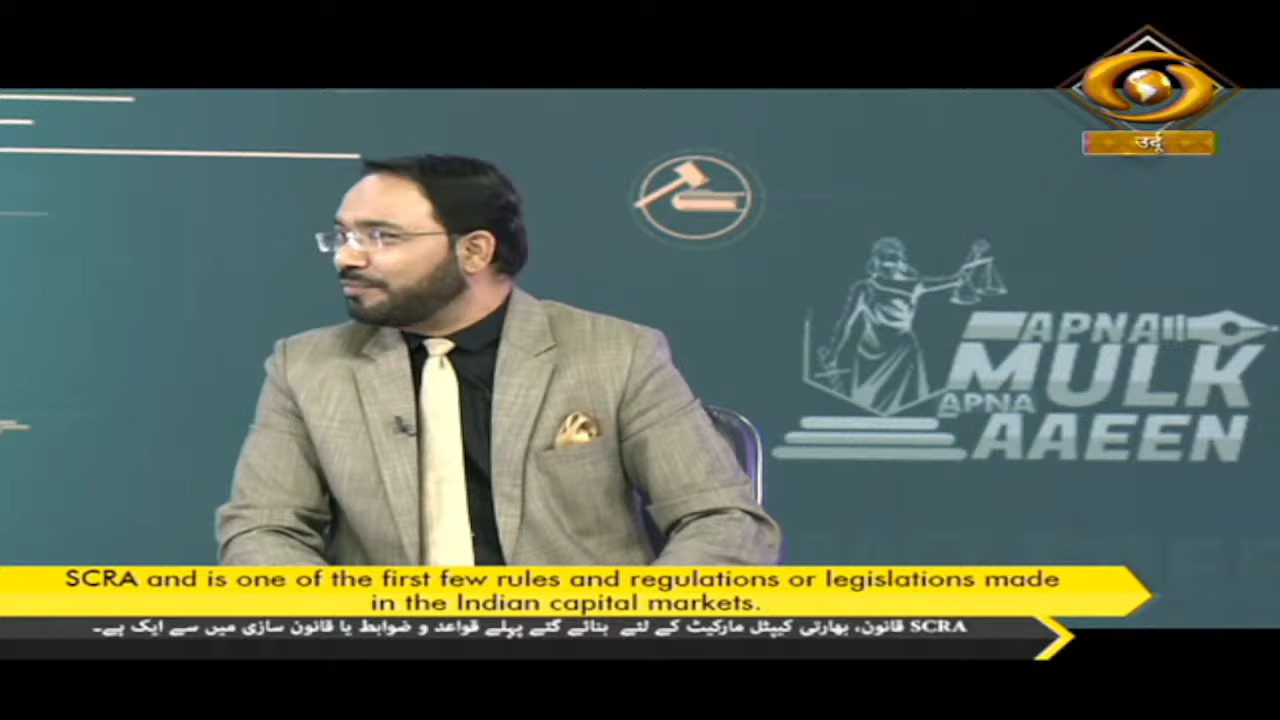 उर्दू
APNA
MULK
APNA
AAEEN
SCRA and is one of the first few rules and regulations or legislations made
in the Indian capital markets.
SCRA قانون، بھارتی کیپٹل مارکیٹ کے لئے بنائے گئے پہلے قواعد و ضوابط یا قانون سازی میں سے ایک ہے۔